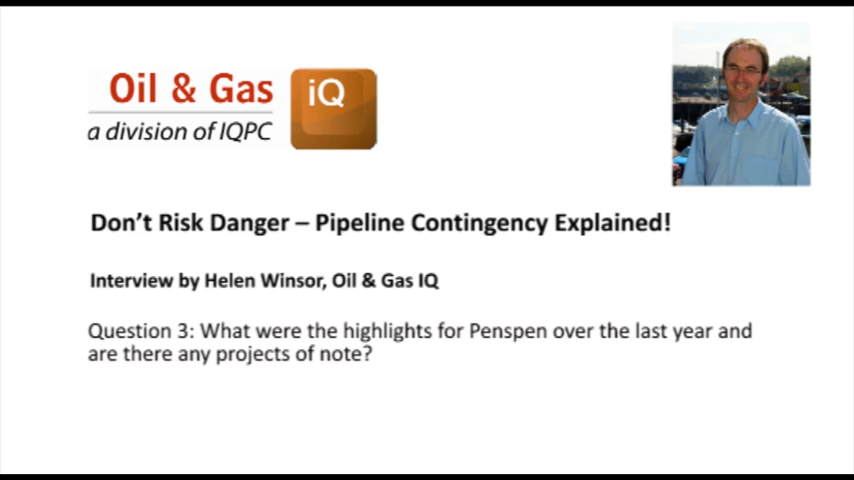 Oil & Gas
iQ
a division of IQPC
Don't Risk Danger – Pipeline Contingency Explained!
Interview by Helen Winsor, Oil & Gas IQ
Question 3: What were the highlights for Penspen over the last year and
are there any projects of note?